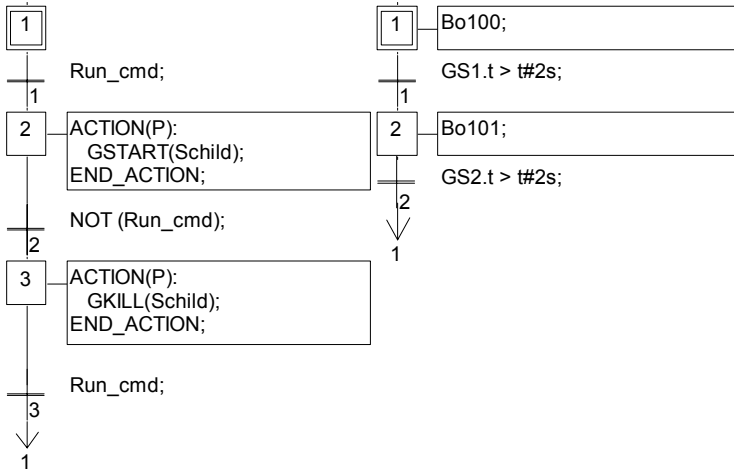 1
Run_cmd;
1
2
ACTION(P):
GSTART(Schild);
END_ACTION;
NOT (Run_cmd);
2
3
ACTION(P):
GKILL(Schild);
END_ACTION;
Run_cmd;
3
1
1
Bo100;
GS1.t > t#2s;
1
2
Bo101;
GS2.t > t#2s;
2
1